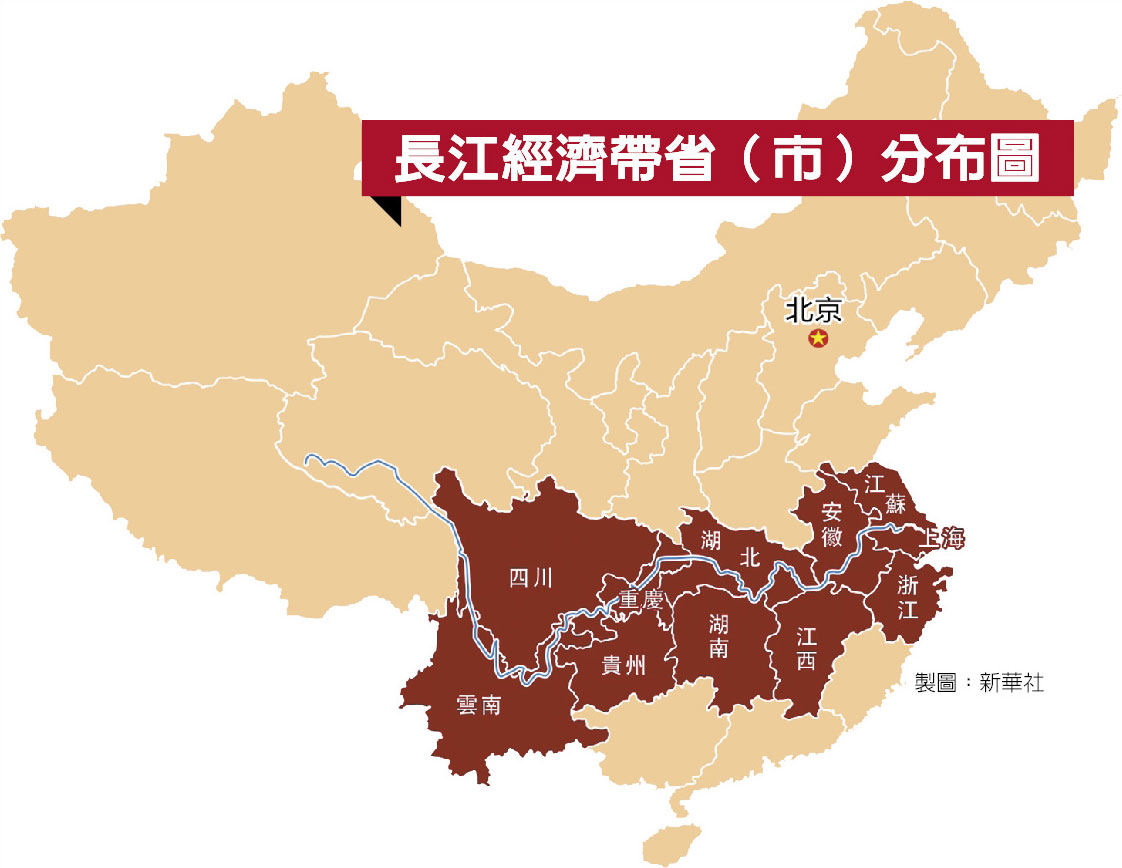 長江經濟帶省（市）分布圖
北京
江蘇
安徽
上海
湖北
四川
浙江
重慶
湖南
江西
貴州
雲南
製圖：新華社